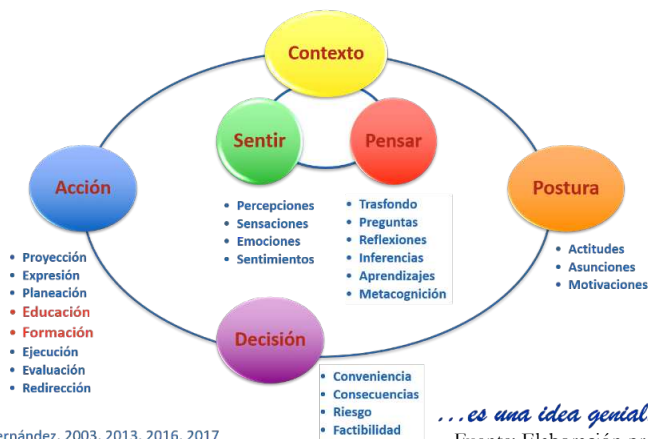 Contexto
Sentir
Pensar
Acción
Postura
• Percepciones
• Sensaciones
• Emociones
• Sentimientos
• Trasfondo
• Preguntas
• Reflexiones
• Inferencias
• Aprendizajes
• Metacognición
• Actitudes
• Asunciones
• Motivaciones
• Proyección
• Expresión
• Planeación
• Educación
• Formación
• Ejecución
• Evaluación
• Redirección
Decisión
• Conveniencia
• Consecuencias
• Riesgo
• Factibilidad
...es una idea genial
2003, 2013, 2016, 2017